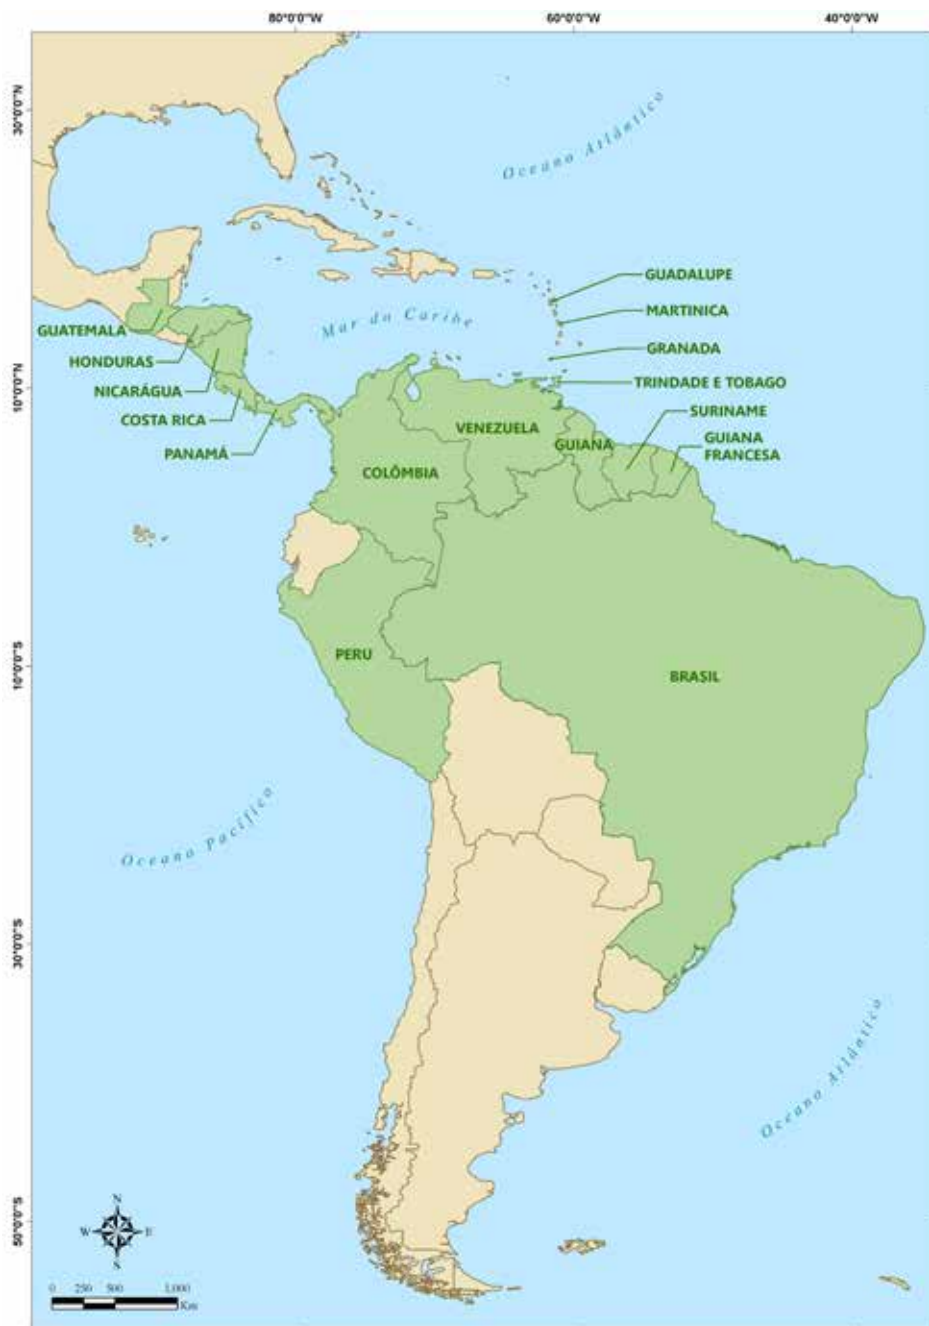 80°0'0"W
60°0'0"W
40°0'0"W
30°0'0"N
Oceano Atlântico
GUADALUPE
Mar do Caribe
MARTINICA
GUATEMALA
HONDURAS
GRANADA
NICARÁGUA
TRINDADE E TOBAGO
10°0'0"N
COSTA RICA
SURINAME
PANAMÁ
VENEZUELA
GUIANA
GUIANA
FRANCESA
COLÔMBIA
PERU
10°0'0"S
BRASIL
Oceano Pacífico
30°0'0"S
Oceano Atlântico
50°0'0"S
N
W
E
S
0 250 500 1,000
Km